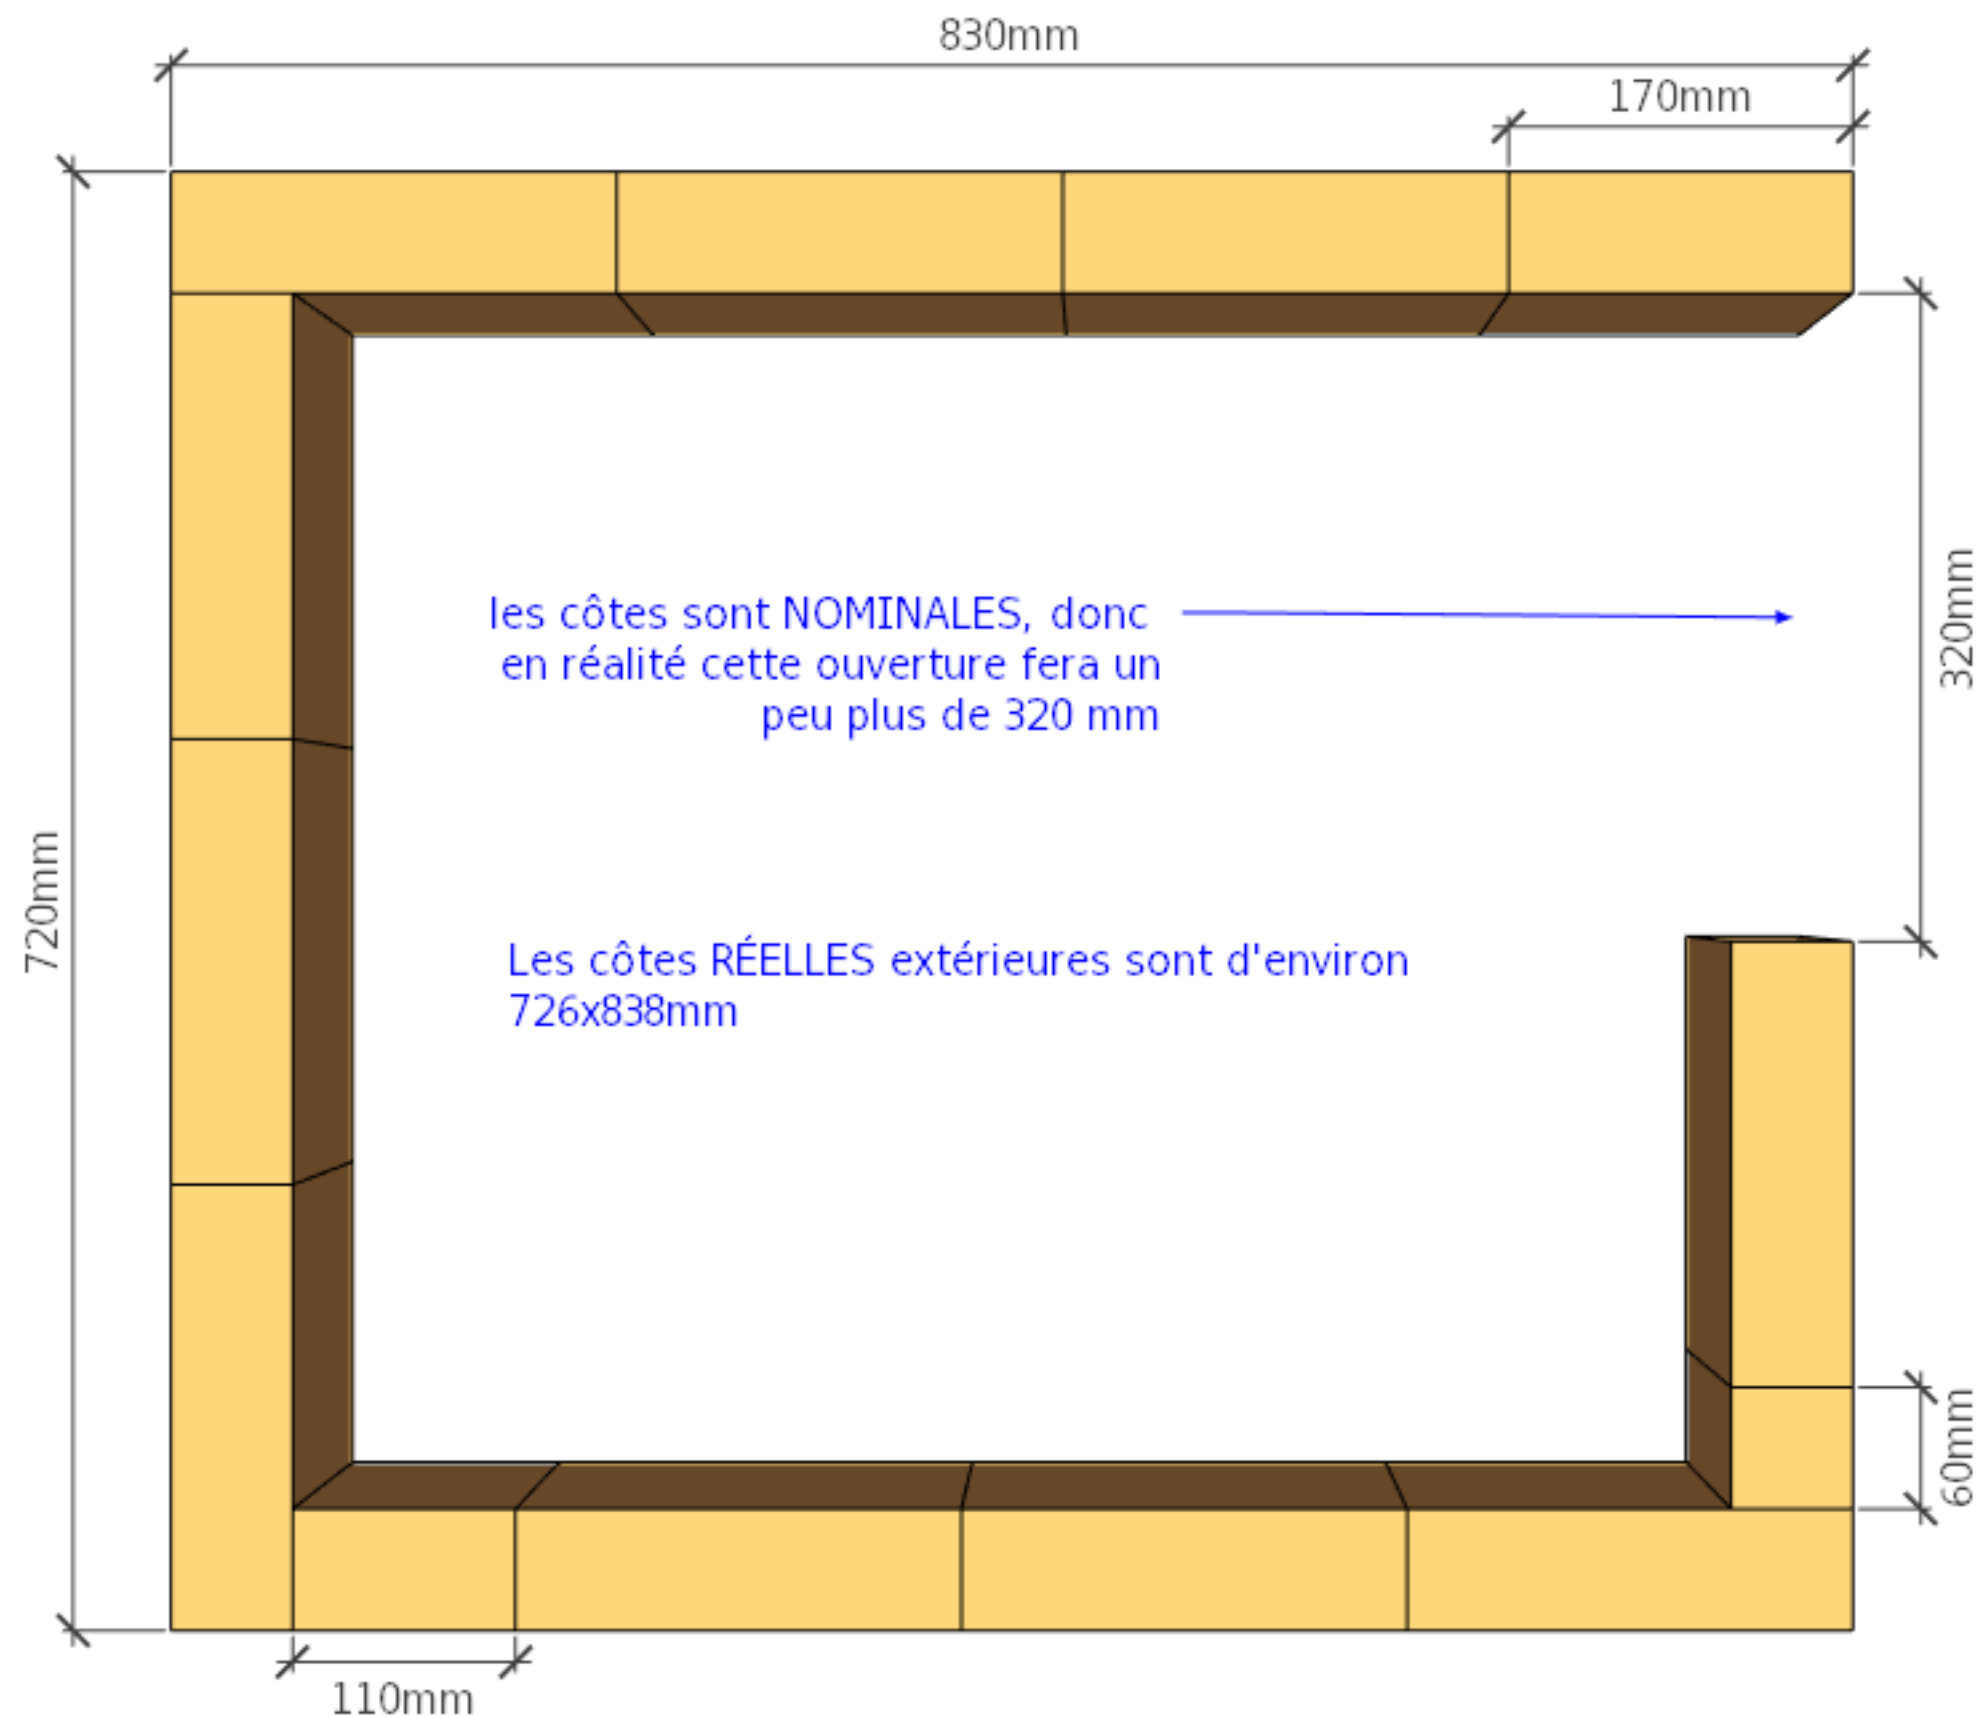 830mm
170mm
les côtes sont NOMINALES, donc
en réalité cette ouverture fera un
peu plus de 320 mm
320mm
720mm
Les côtes RÉELLES extérieures sont d'environ
726x838mm
60mm
110mm